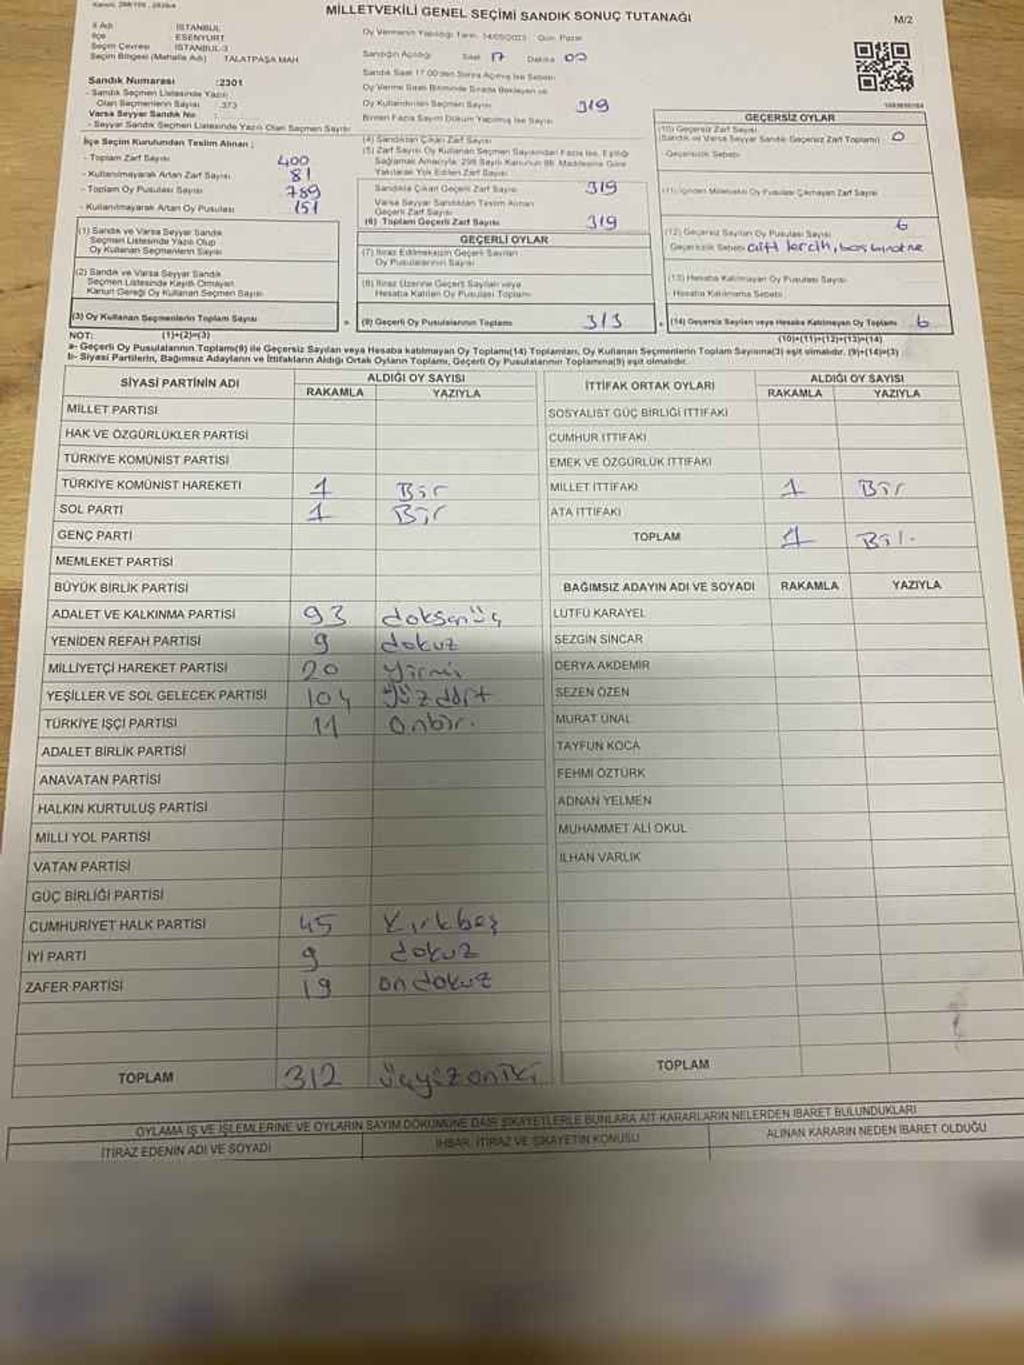 MİLLETVEKİLİ GENEL SEÇİMİ SANDIK SONUÇ TUTANAĞI
M/2
İl Adı : İSTANBUL
İlçe : ESENYURT
Seçim Çevresi : İSTANBUL-3
Seçim Bölgesi (Mahalle Adı) TALATPAŞA MAH
Sandık Numarası :2301
- Sandık Seçmen Listesinde Yazılı
Olan Seçmenlerin Sayısı : 373
Varsa Seyyar Sandık No :
- Seyyar Sandık Seçmen Listesinde Yazılı Olan Seçmen Sayısı
Oy Vermenin Yapıldığı Tarih: 14/05/2023 Gün: Pazar
Sandığın Açıldığı Saat 17 Dakika 00
Sandık Saat 17.00'den Sonra Açılmış İse Sebebi
Oy Verme Saati Bitiminde Sırada Bekleyen ve
Oy Kullandırılan Seçmen Sayısı 319
Birden Fazla Sayım Döküm Yapılmış İse Sayısı
İlçe Seçim Kurulundan Teslim Alınan ;
- Toplam Zarf Sayısı 400
- Kullanılmayarak Artan Zarf Sayısı 81
- Toplam Oy Pusulası Sayısı 789
- Kullanılmayarak Artan Oy Pusulası 151
(1) Sandık ve Varsa Seyyar Sandık
Seçmen Listesinde Yazılı Olup
Oy Kullanan Seçmenlerin Sayısı
(2) Sandık ve Varsa Seyyar Sandık
Seçmen Listesinde Kayıtlı Olmayan
Kanun Gereği Oy Kullanan Seçmen Sayısı
(3) Oy Kullanan Seçmenlerin Toplam Sayısı
(4) Sandıktan Çıkan Zarf Sayısı
(5) Zarf Sayısı Oy Kullanan Seçmen Sayısından Fazla İse, Eşitliği
Sağlamak Amacıyla, 298 Sayılı Kanunun 98. Maddesine Göre
Yakılarak Yok Edilen Zarf Sayısı
Sandıkta Çıkan Geçerli Zarf Sayısı 319
Varsa Seyyar Sandıktan Teslim Alınan
Geçerli Zarf Sayısı
(6) Toplam Geçerli Zarf Sayısı 319
GEÇERLİ OYLAR
(7) İtiraz Edilmeksizin Geçerli Sayılan
Oy Pusulalarının Sayısı
(8) İtiraz Üzerine Geçerli Sayılan veya
Hesaba Katılan Oy Pusulaları Toplamı
= (9) Geçerli Oy Pusulalarının Toplamı 313
GEÇERSİZ OYLAR
(10) Geçersiz Zarf Sayısı
(Sandık ve Varsa Seyyar Sandık Geçersiz Zarf Toplamı) 0
- Geçersizlik Sebebi
(11) İçinden Milletvekili Oy Pusulası Çıkmayan Zarf Sayısı
(12) Geçersiz Sayılan Oy Pusulası Sayısı 6
Geçersizlik Sebebi çift tercih, boş
(13) Hesaba Katılmayan Oy Pusulası Sayısı
- Hesaba Katılmama Sebebi
(14) Geçersiz Sayılan veya Hesaba Katılmayan Oy Toplamı 6
NOT: (1)+(2)=(3)
(10)+(11)+(12)+(13)=(14)
a- Geçerli Oy Pusulalarının Toplamı(9) ile Geçersiz Sayılan veya Hesaba katılmayan Oy Toplamı(14) Toplamları, Oy Kullanan Seçmenlerin Toplam Sayısına(3) eşit olmalıdır. (9)+(14)=(3)
b- Siyasi Partilerin, Bağımsız Adayların ve İttifakların Aldığı Ortak Oyların Toplamı, Geçerli Oy Pusulalarının Toplamına(9) eşit olmalıdır.
SİYASİ PARTİNİN ADI ALDIĞI OY SAYISI
RAKAMLA YAZIYLA
MİLLET PARTİSİ
HAK VE ÖZGÜRLÜKLER PARTİSİ
TÜRKİYE KOMÜNİST PARTİSİ
TÜRKİYE KOMÜNİST HAREKETİ 1 Bir
SOL PARTİ 1 Bir
GENÇ PARTİ
MEMLEKET PARTİSİ
BÜYÜK BİRLİK PARTİSİ
ADALET VE KALKINMA PARTİSİ 93 doksanüç
YENİDEN REFAH PARTİSİ 9 dokuz
MİLLİYETÇİ HAREKET PARTİSİ 20 yirmi
YEŞİLLER VE SOL GELECEK PARTİSİ 104 yüzdört
TÜRKİYE İŞÇİ PARTİSİ 11 onbir.
ADALET BİRLİK PARTİSİ
ANAVATAN PARTİSİ
HALKIN KURTULUŞ PARTİSİ
MİLLİ YOL PARTİSİ
VATAN PARTİSİ
GÜÇ BİRLİĞİ PARTİSİ
CUMHURİYET HALK PARTİSİ 45 Kırkbeş
İYİ PARTİ 9 dokuz
ZAFER PARTİSİ 19 ondokuz
TOPLAM 312 üçyüzoniki
İTTİFAK ORTAK OYLARI ALDIĞI OY SAYISI
RAKAMLA YAZIYLA
SOSYALİST GÜÇ BİRLİĞİ İTTİFAKI
CUMHUR İTTİFAKI
EMEK VE ÖZGÜRLÜK İTTİFAKI
MİLLET İTTİFAKI 1 Bir
ATA İTTİFAKI
TOPLAM 1 Bir.
BAĞIMSIZ ADAYIN ADI VE SOYADI RAKAMLA YAZIYLA
LÜTFÜ KARAYEL
SEZGİN SİNCAR
DERYA AKDEMİR
SEZEN ÖZEN
MURAT ÜNAL
TAYFUN KOCA
FEHMİ ÖZTÜRK
ADNAN YELMEN
MUHAMMET ALİ OKUL
İLHAN VARLIK
TOPLAM
OYLAMA İŞ VE İŞLEMLERİNE VE OYLARIN SAYIM DÖKÜMÜNE DAİR ŞİKAYETLERLE BUNLARA AİT KARARLARIN NELERDEN İBARET BULUNDUKLARI
İTİRAZ EDENİN ADI VE SOYADI
İHBAR, İTİRAZ VE ŞİKAYETİN KONUSU
ALINAN KARARIN NEDEN İBARET OLDUĞU